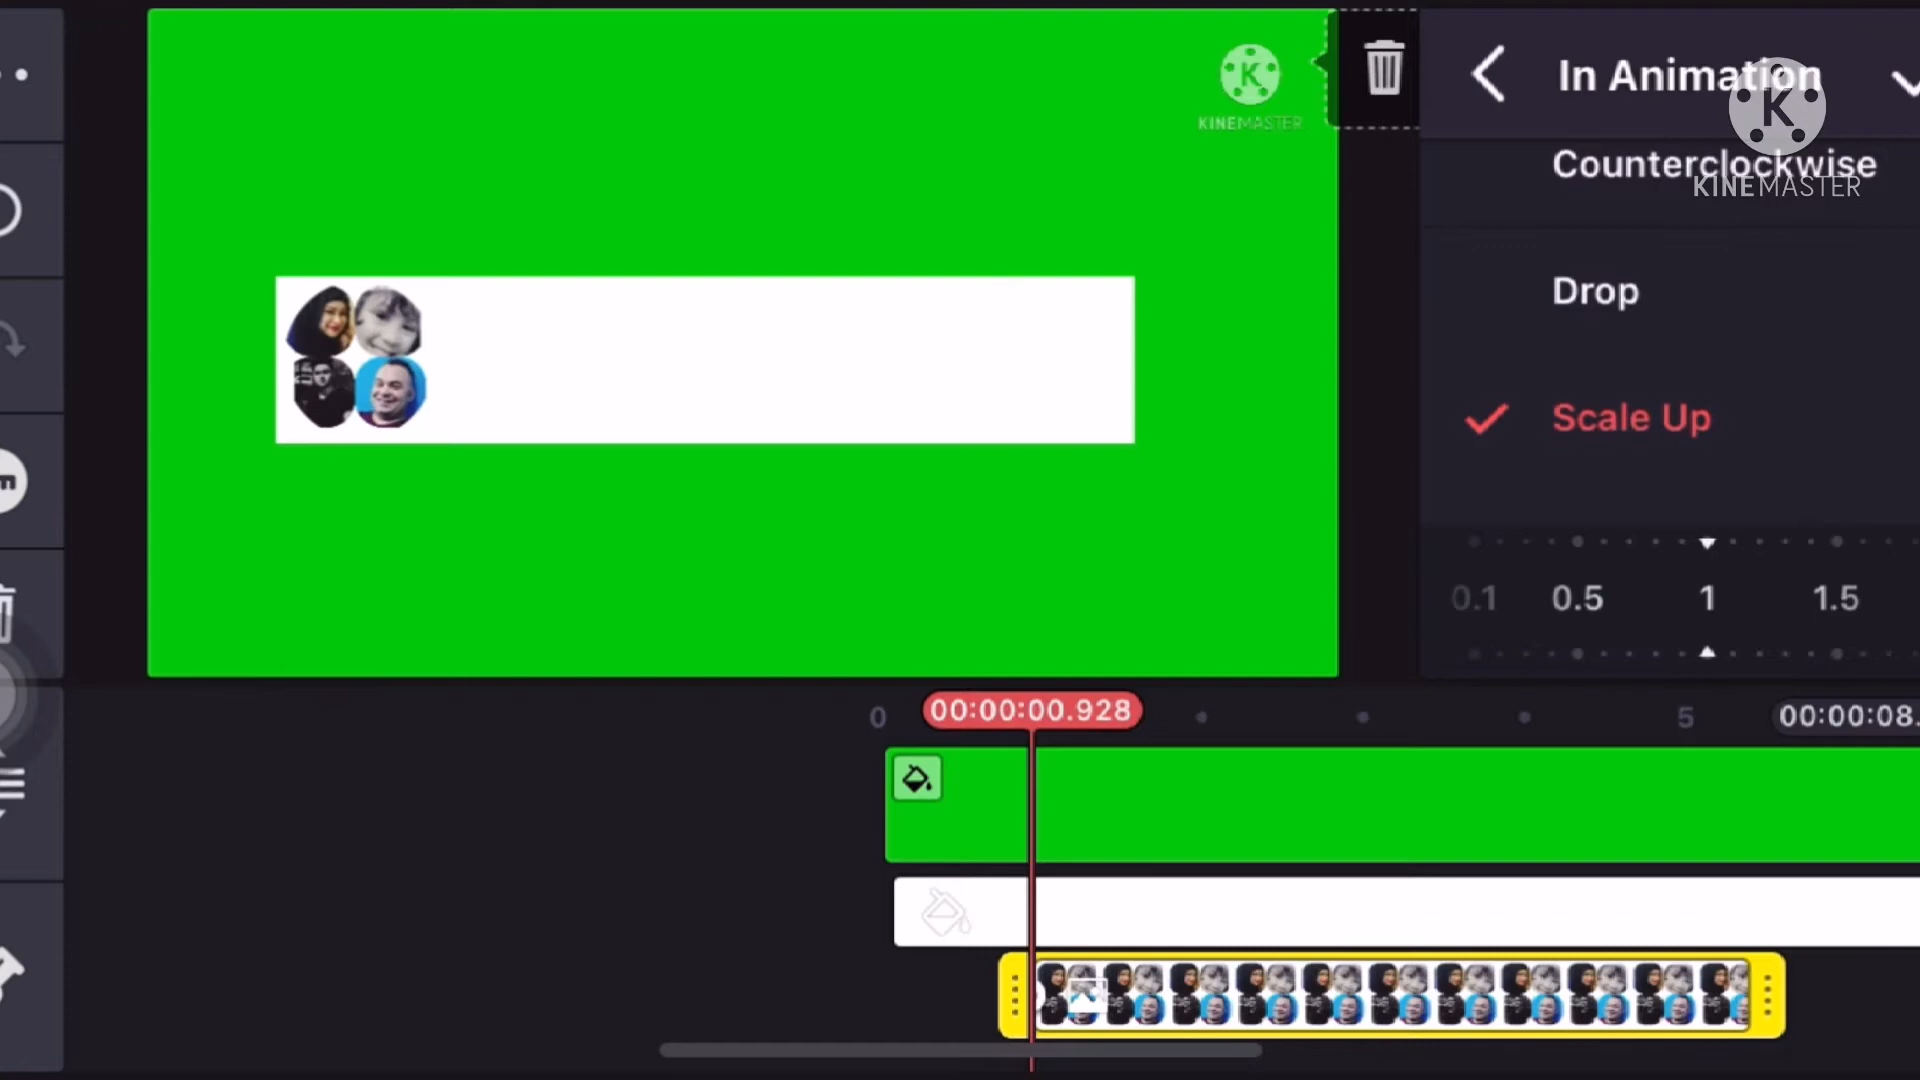 KINEMASTER
In Animation
KINEMASTER
Counterclockwise
Drop
Scale Up
0.1 0.5 1 1.5
0 00:00:00.928 5 00:00:08.